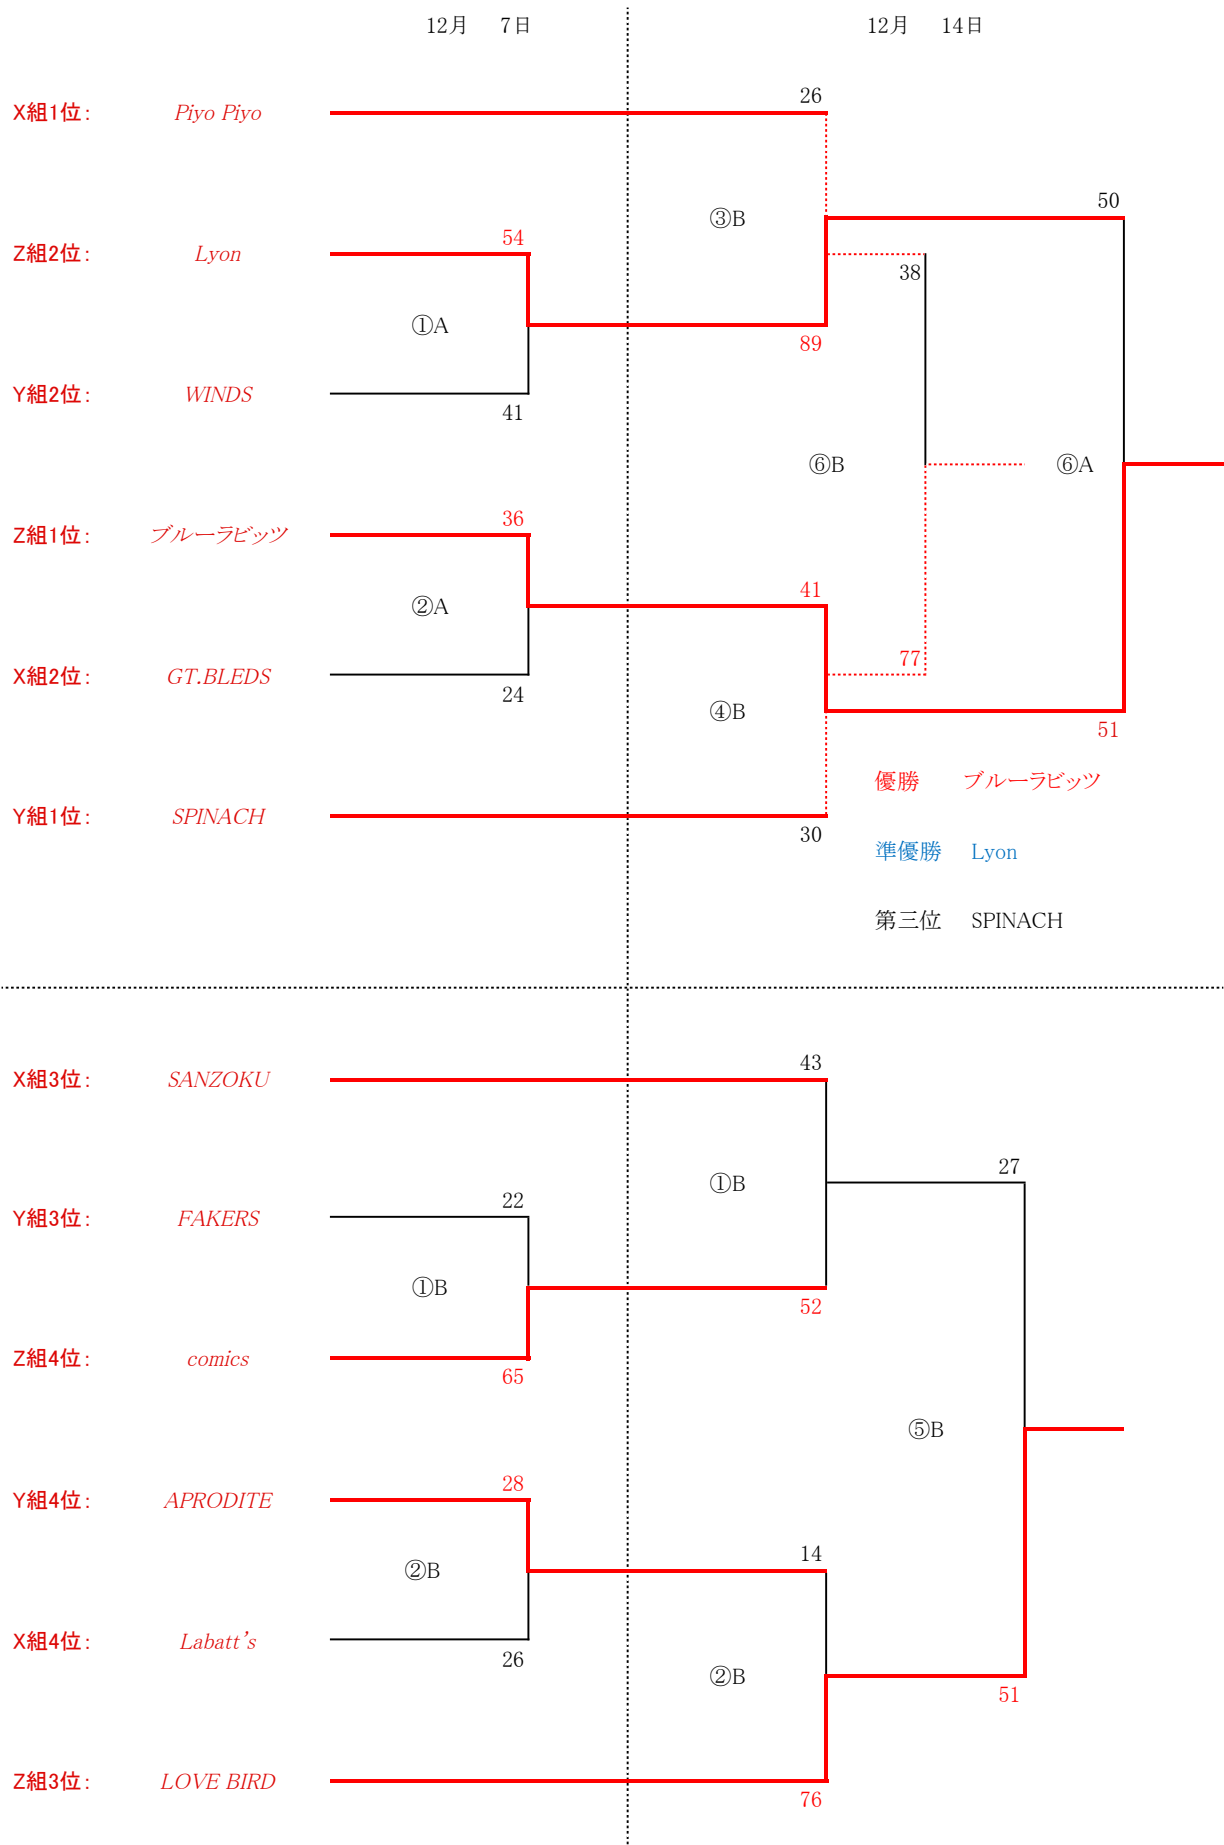 12月 7日 12月 14日
26
X組1位： Piyo Piyo
50
③B
54
Z組2位： Lyon
38
①A
89
Y組2位： WINDS
41
⑥B ⑥A
36
Z組1位： ブルーラビッツ
41
②A
77
X組2位： GT.BLEDS
24
④B
51
優勝 ブルーラビッツ
Y組1位： SPINACH
30
準優勝 Lyon
第三位 SPINACH
43
X組3位： SANZOKU
27
①B
22
Y組3位： FAKERS
①B
52
Z組4位： comics
65
⑤B
28
Y組4位： APRODITE
14
②B
X組4位： Labatt's
26
②B
51
Z組3位： LOVE BIRD
76